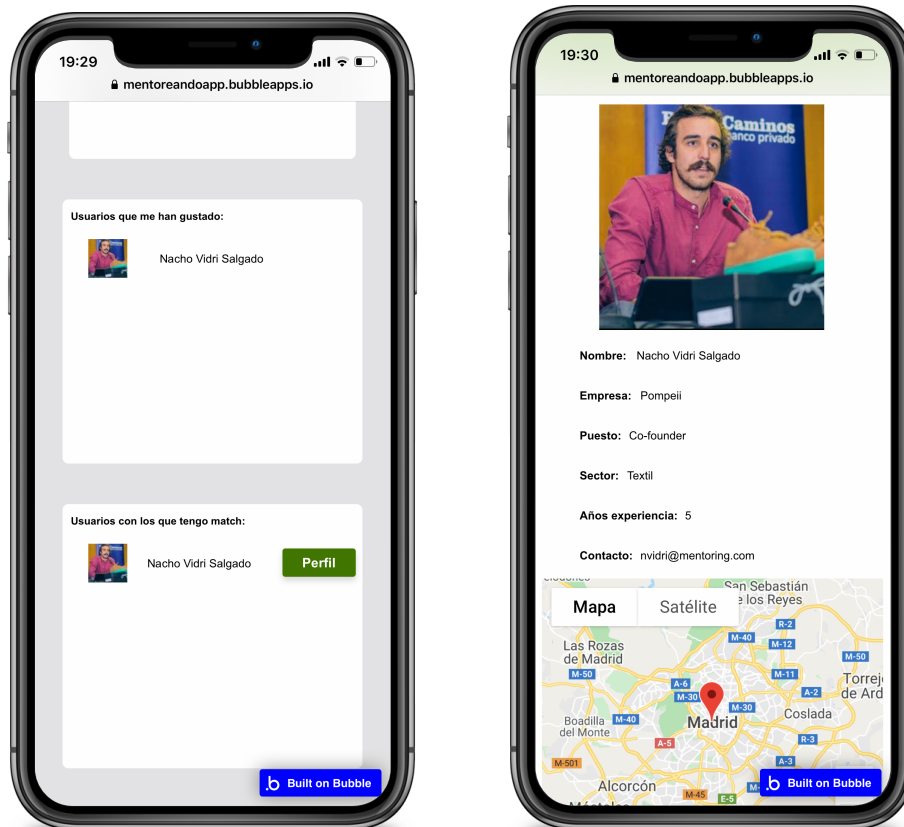 19:29
mentoreandoapp.bubbleapps.io
Usuarios que me han gustado:
Nacho Vidri Salgado
Usuarios con los que tengo match:
Nacho Vidri Salgado
Perfil
.b Built on Bubble
19:30
mentoreandoapp.bubbleapps.io
Caminos
anco privado
Nombre: Nacho Vidri Salgado
Empresa: Pompeii
Puesto: Co-founder
Sector: Textil
Años experiencia: 5
Contacto: nvidri@mentoring.com
San Sebastián
e los Reyes
Mapa Satélite
R-2
M-40
M-12
Las Rozas
de Madrid
M-50
M-50
M-11
Torrej
de Ard
A-6
A-2
M-30
M-30
Coslada
Boadilla
del Monte
M-40
Madrid
R-3
A-5
M-501
A-3
Alcorcón
M-45
E-5
.b Built on Bubble